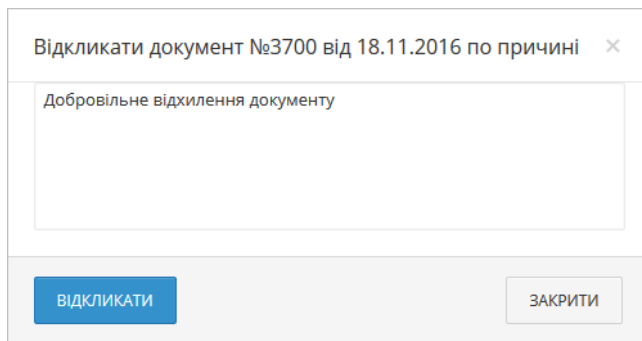 Відкликати документ №3700 від 18.11.2016 по причині ×
Добровільне відхилення документу
ВІДКЛИКАТИ ЗАКРИТИ